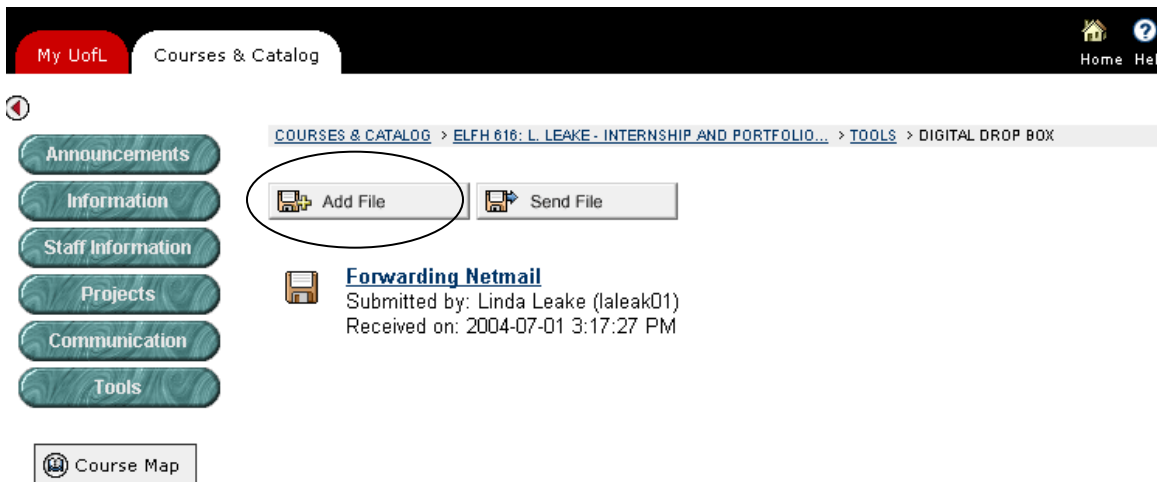 My UofL
Courses & Catalog
Home
COURSES & CATALOG > ELFH 616: L. LEAKE - INTERNSHIP AND PORTFOLIO... > TOOLS > DIGITAL DROP BOX
Announcements
Information
Staff Information
Projects
Communication
Tools
Course Map
Add File
Send File
Forwarding Netmail
Submitted by: Linda Leake (laleak01)
Received on: 2004-07-01 3:17:27 PM